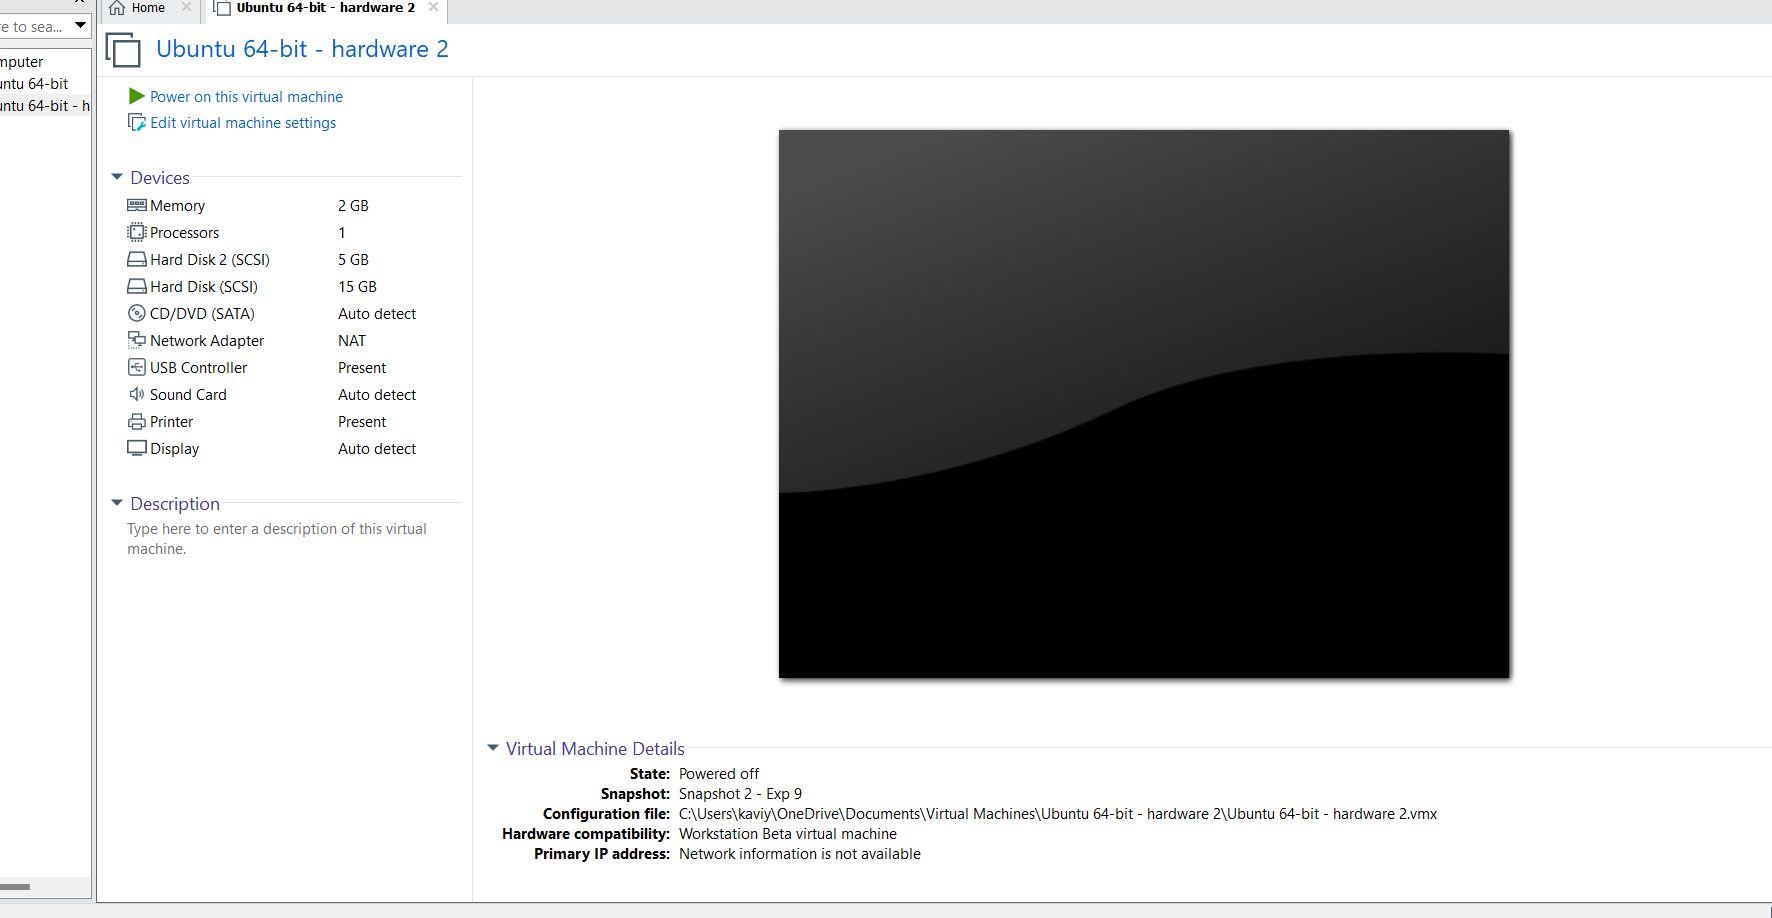 Home
Ubuntu 64-bit - hardware 2
re to sea...
mputer
untu 64-bit
untu 64-bit - h
Ubuntu 64-bit - hardware 2
Power on this virtual machine
Edit virtual machine settings
Devices
Memory 2 GB
Processors 1
Hard Disk 2 (SCSI) 5 GB
Hard Disk (SCSI) 15 GB
CD/DVD (SATA) Auto detect
Network Adapter NAT
USB Controller Present
Sound Card Auto detect
Printer Present
Display Auto detect
Description
Type here to enter a description of this virtual
machine.
Virtual Machine Details
State: Powered off
Snapshot: Snapshot 2 - Exp 9
Configuration file: C:\Users\kaviy\OneDrive\Documents\Virtual Machines\Ubuntu 64-bit - hardware 2\Ubuntu 64-bit - hardware 2.vmx
Hardware compatibility: Workstation Beta virtual machine
Primary IP address: Network information is not available